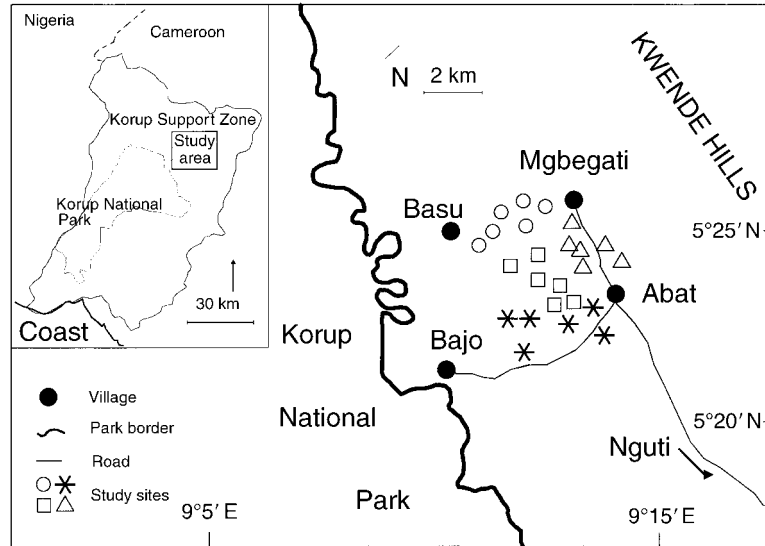 Nigeria
Cameroon
Korup Support Zone
Study
area
Korup National
Park
30 km
Coast
N
2 km
KWENDE HILLS
Mgbegati
Basu
5°25′ N
Abat
Korup
Bajo
National
5°20′ N
Nguti
Park
9°5′ E
9°15′ E
Village
Park border
Road
Study sites